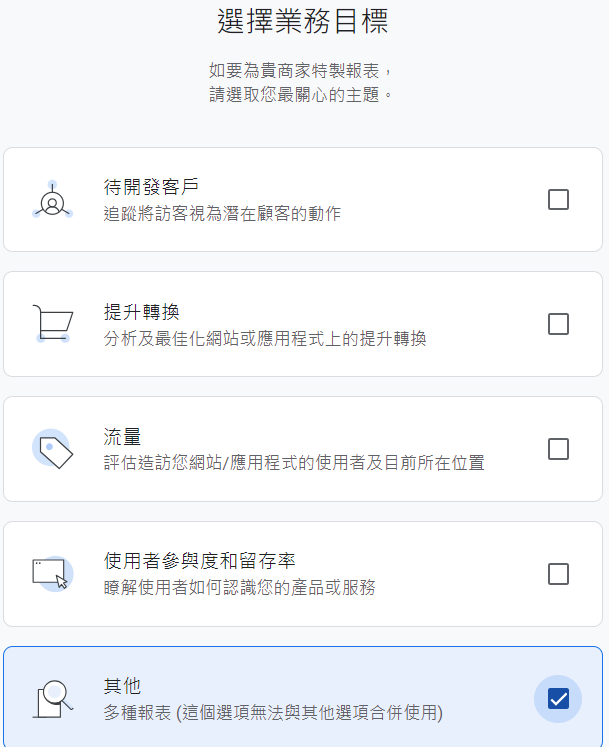 選擇業務目標
如要為貴商家特製報表，
請選取您最關心的主題。
待開發客戶
追蹤將訪客視為潛在顧客的動作
提升轉換
分析及最佳化網站或應用程式上的提升轉換
流量
評估造訪您網站/應用程式的使用者及目前所在位置
使用者參與度和留存率
瞭解使用者如何認識您的產品或服務
其他
多種報表 (這個選項無法與其他選項合併使用)